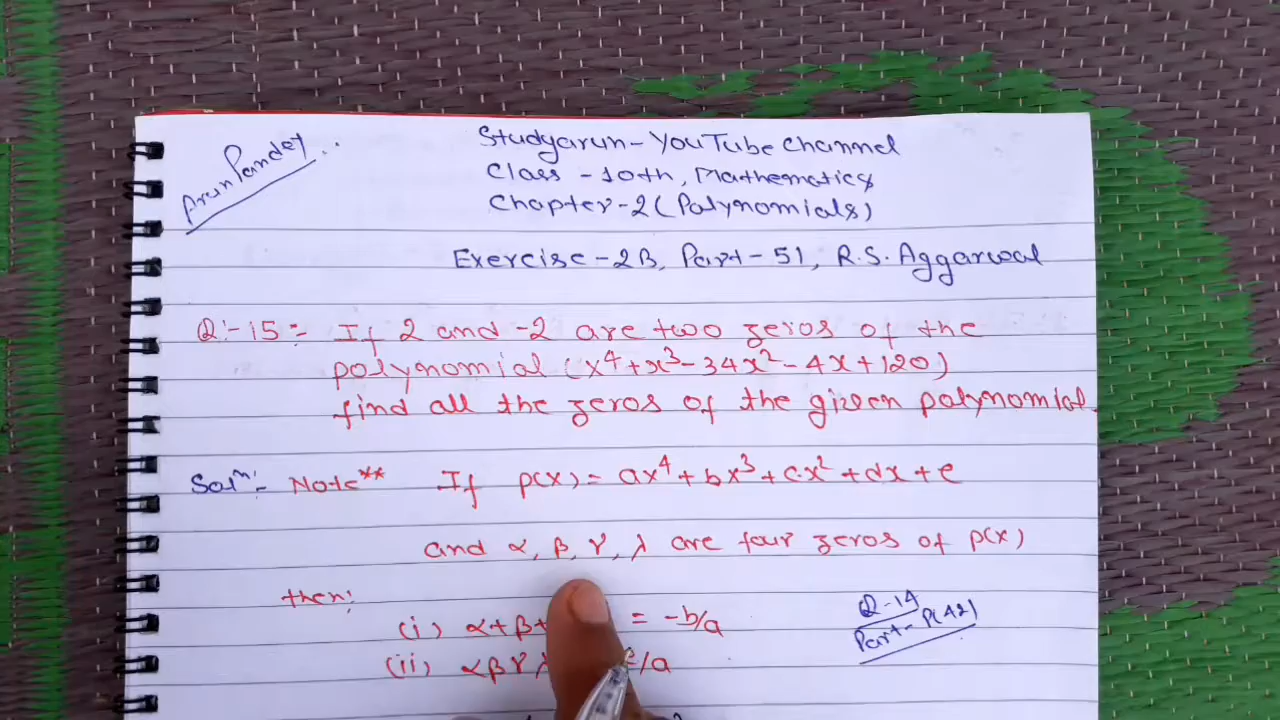 Arun Pandey...
Studyarun - YouTube Channel
Class - 10th, Mathematics
Chapter-2 (Polynomials)
Exercise - 2B, Part - 51, R.S. Aggarwal
Q:- 15 :- If 2 and -2 are two zeros of the
polynomial (x⁴+x³-34x²-4x+120)
find all the zeros of the given polynomial.
Solⁿ:- Note** If p(x) = ax⁴+bx³+cx²+dx+e
and α, β, γ, λ are four zeros of p(x)
then:
(i) α+β+ = -b/a
(ii) αβγλ /a
Q-14
Part- P(42)